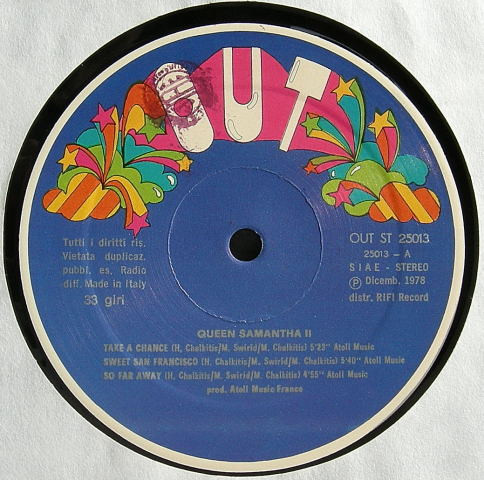 OUT
Tutti i diritti ris.
Vietata duplicaz.
pubbl. es. Radio
diff. Made in Italy
33 giri
OUT ST 25013
25013 - A
S I A E - STEREO
Ⓟ Dicemb. 1978
distr. RIFI Record
QUEEN SAMANTHA II
TAKE A CHANCE (H. Chalkitis/M. Swirid/M. Chalkitis) 5'23" Atoll Music
SWEET SAN FRANCISCO (H. Chalkitis/M. Swirid/M. Chalkitis) 5'40" Atoll Music
SO FAR AWAY (H. Chalkitis/M. Swirid/M. Chalkitis) 4'55" Atoll Music
prod. Atoll Music France